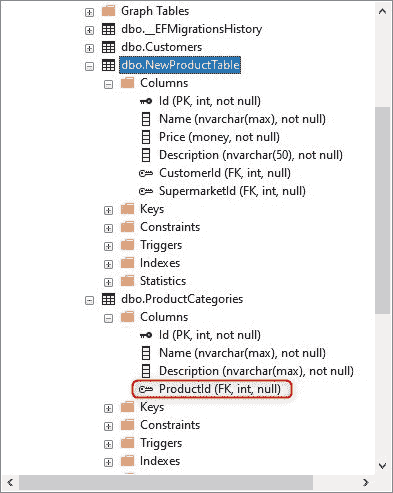 Graph Tables
dbo.__EFMigrationsHistory
dbo.Customers
dbo.NewProductTable
Columns
Id (PK, int, not null)
Name (nvarchar(max), not null)
Price (money, not null)
Description (nvarchar(50), not null)
CustomerId (FK, int, null)
SupermarketId (FK, int, null)
Keys
Constraints
Triggers
Indexes
Statistics
dbo.ProductCategories
Columns
Id (PK, int, not null)
Name (nvarchar(max), not null)
Description (nvarchar(max), not null)
ProductId (FK, int, null)
Keys
Constraints
Triggers
Indexes